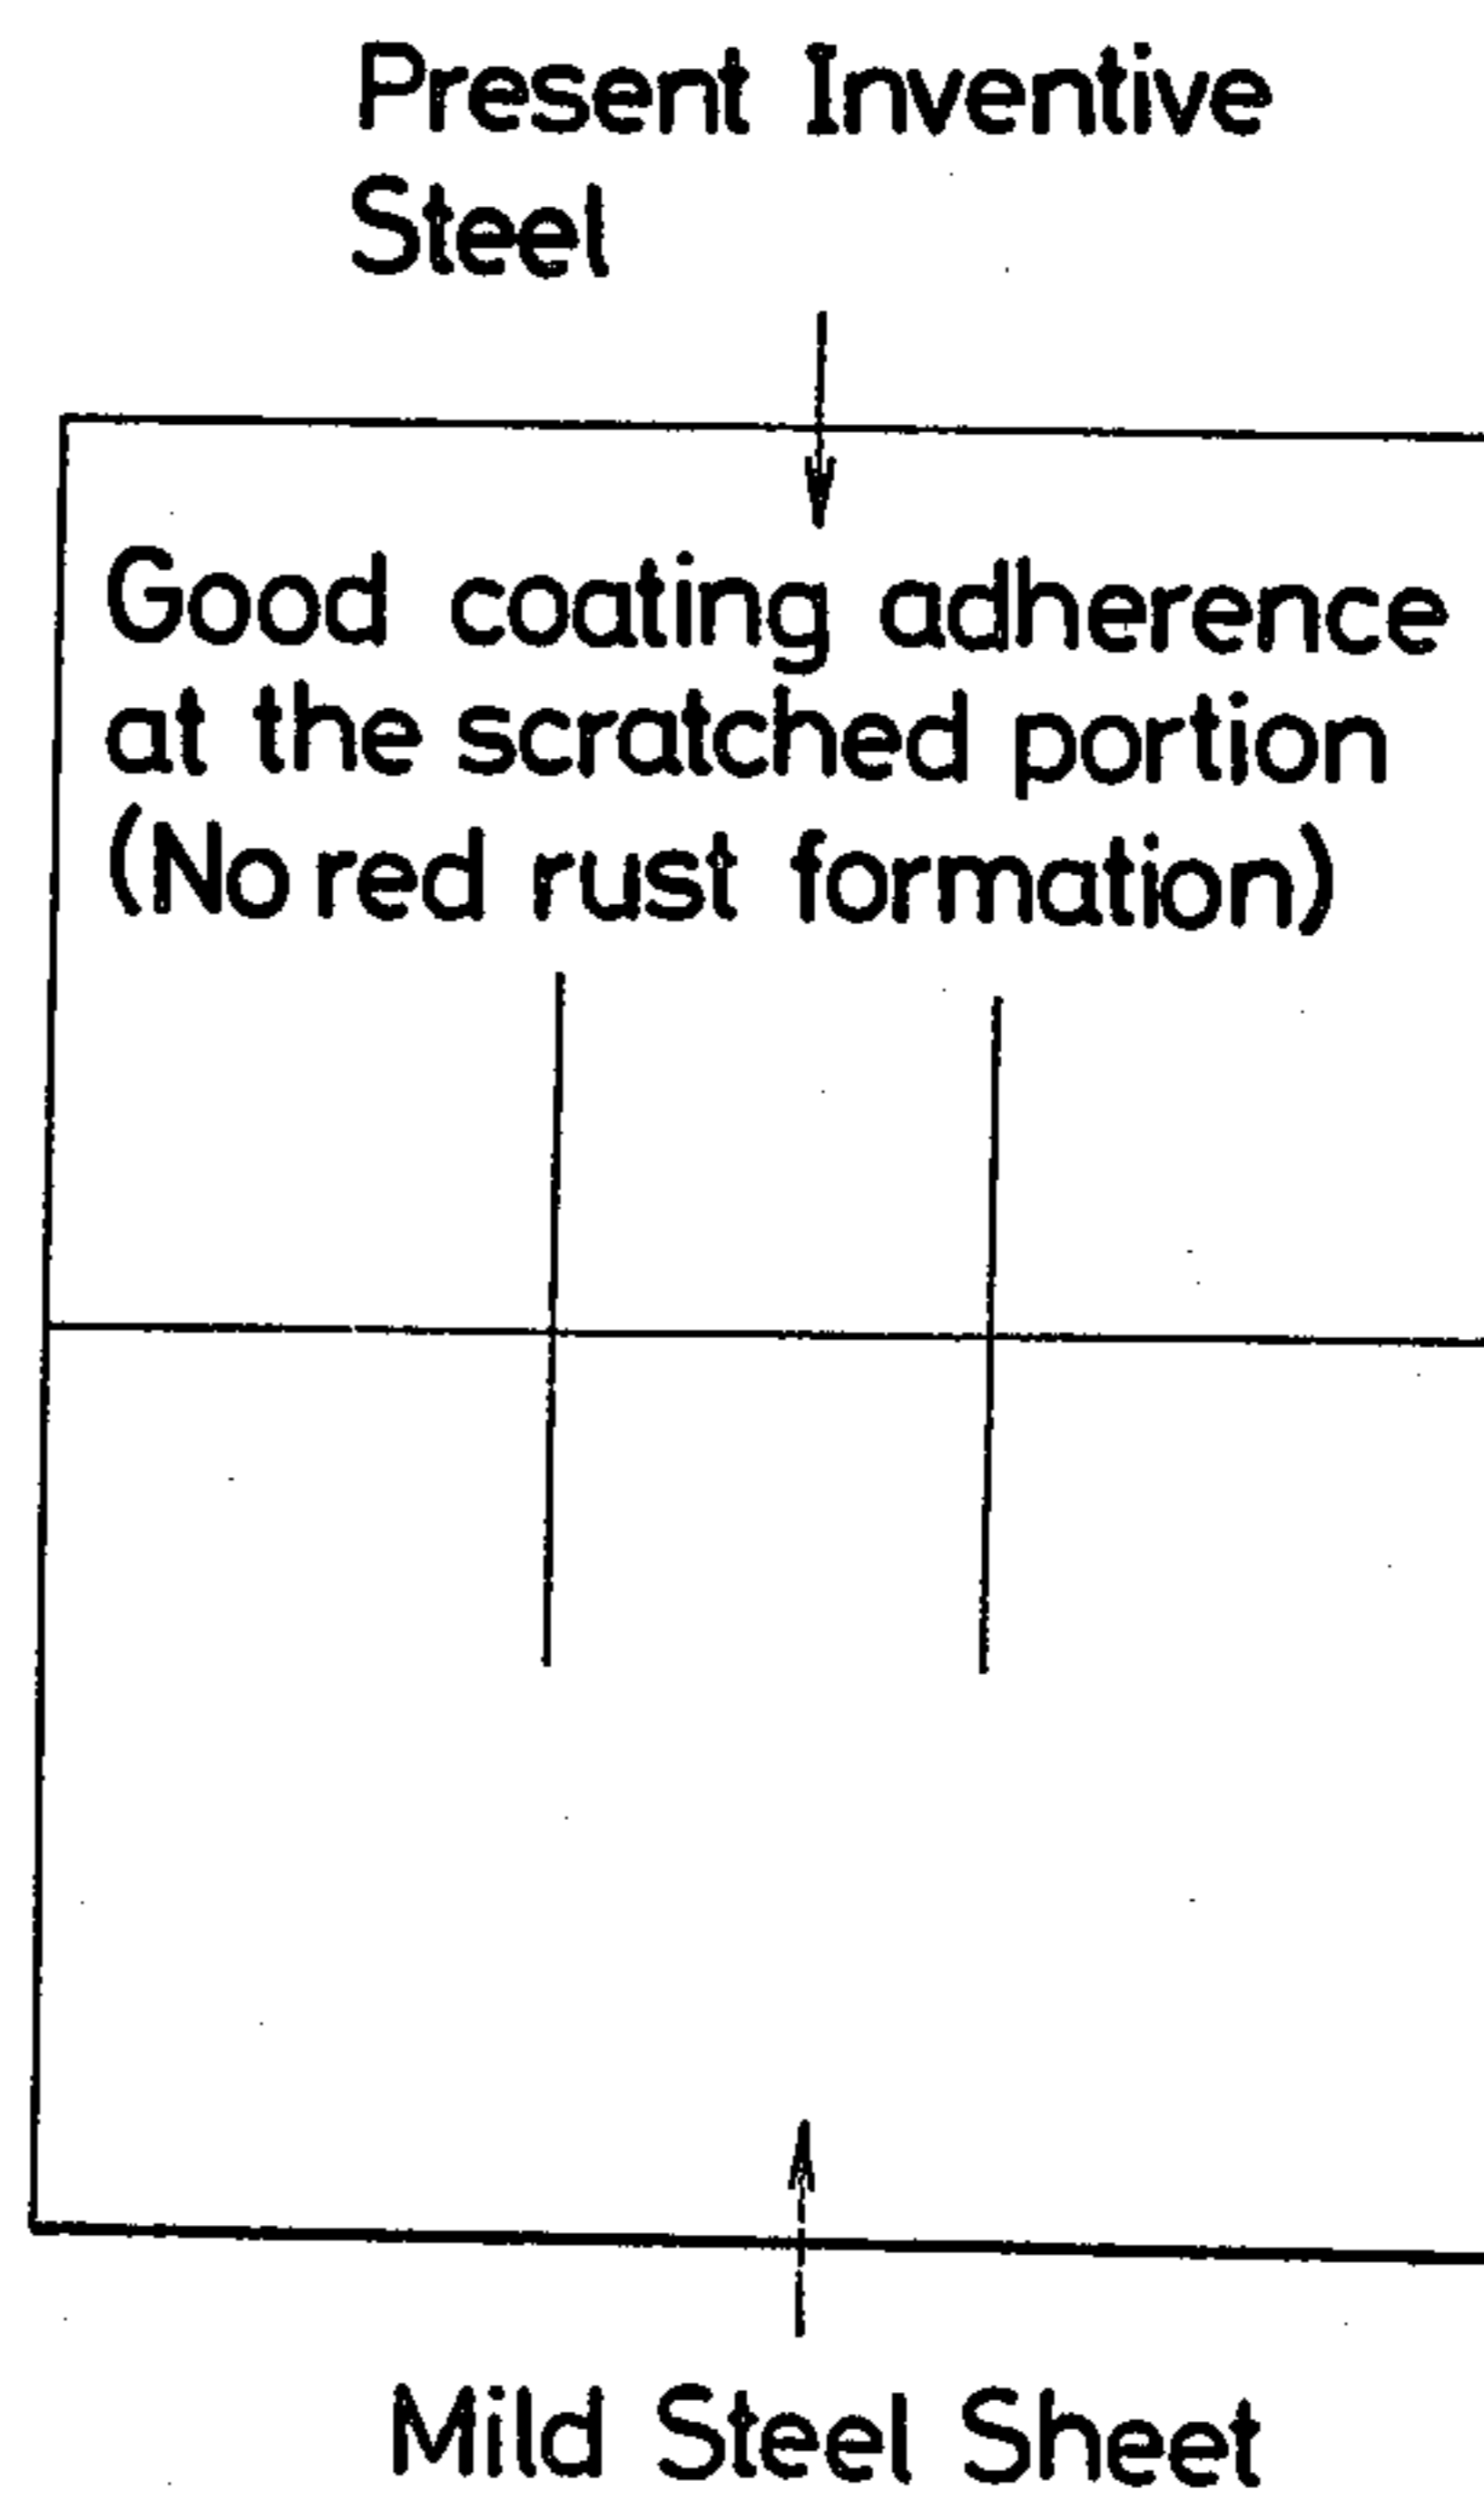 Present Inventive
Steel
Good coating adherence
at the scratched portion
(No red rust formation)
Mild Steel Sheet